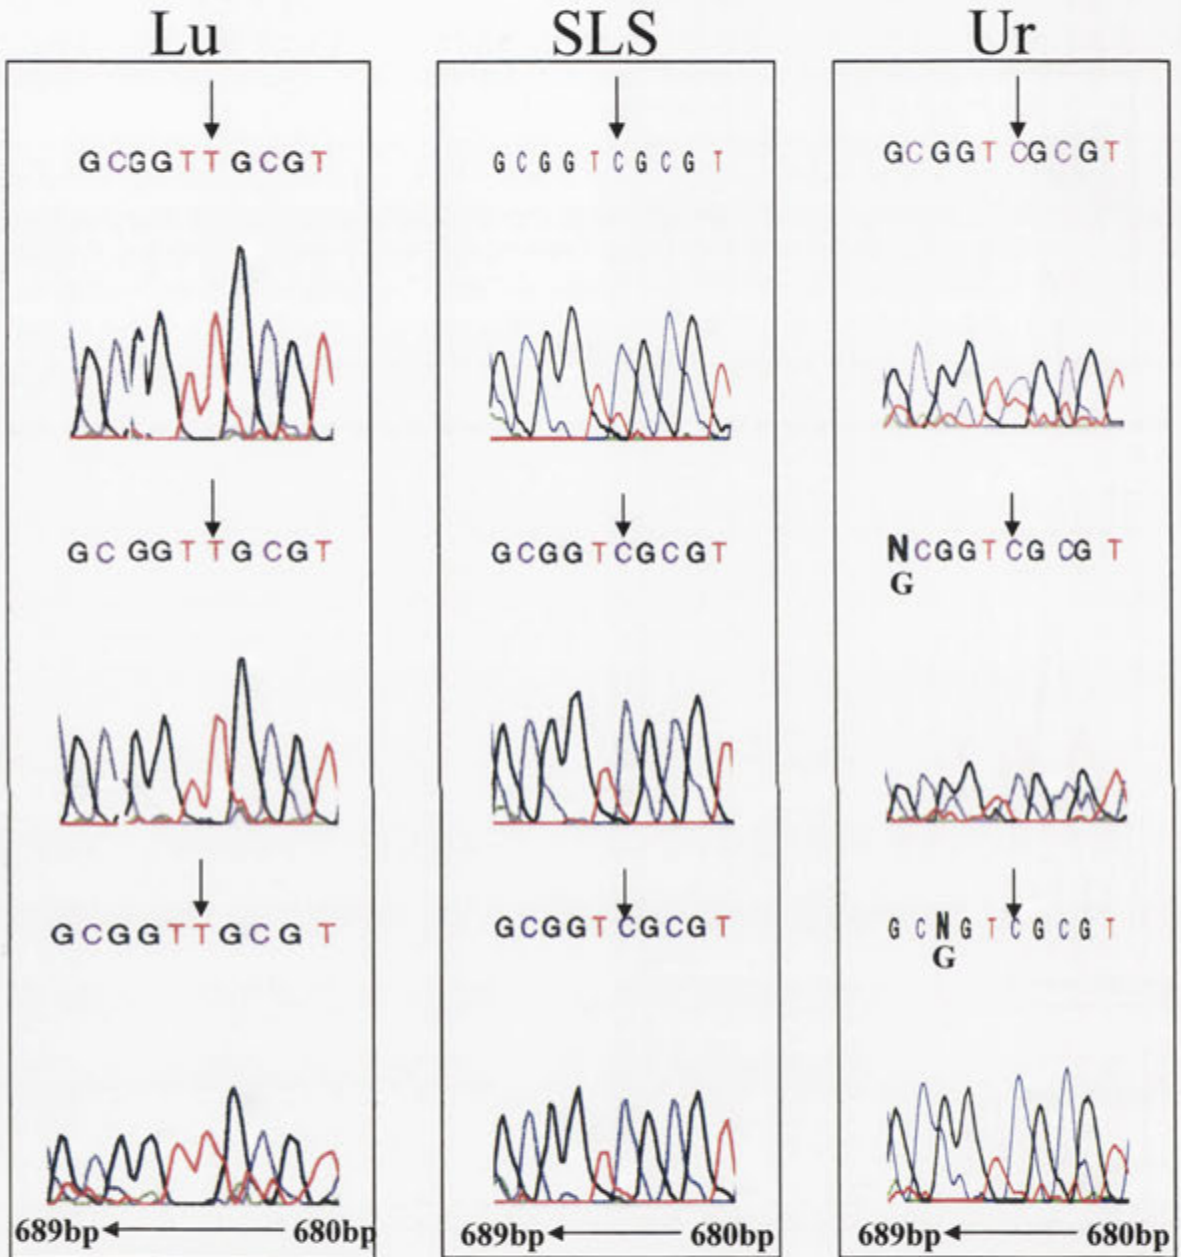 Lu SLS Ur
GCGGTTGCGT GCGGTCGCGT GCGGTCGCGT
GCGGTTGCGT GCGGTCGCGT NCGGTCGCGT
G
GCGGTTGCGT GCGGTCGCGT GCNGTCGCGT
G
689bp 680bp 689bp 680bp 689bp 680bp